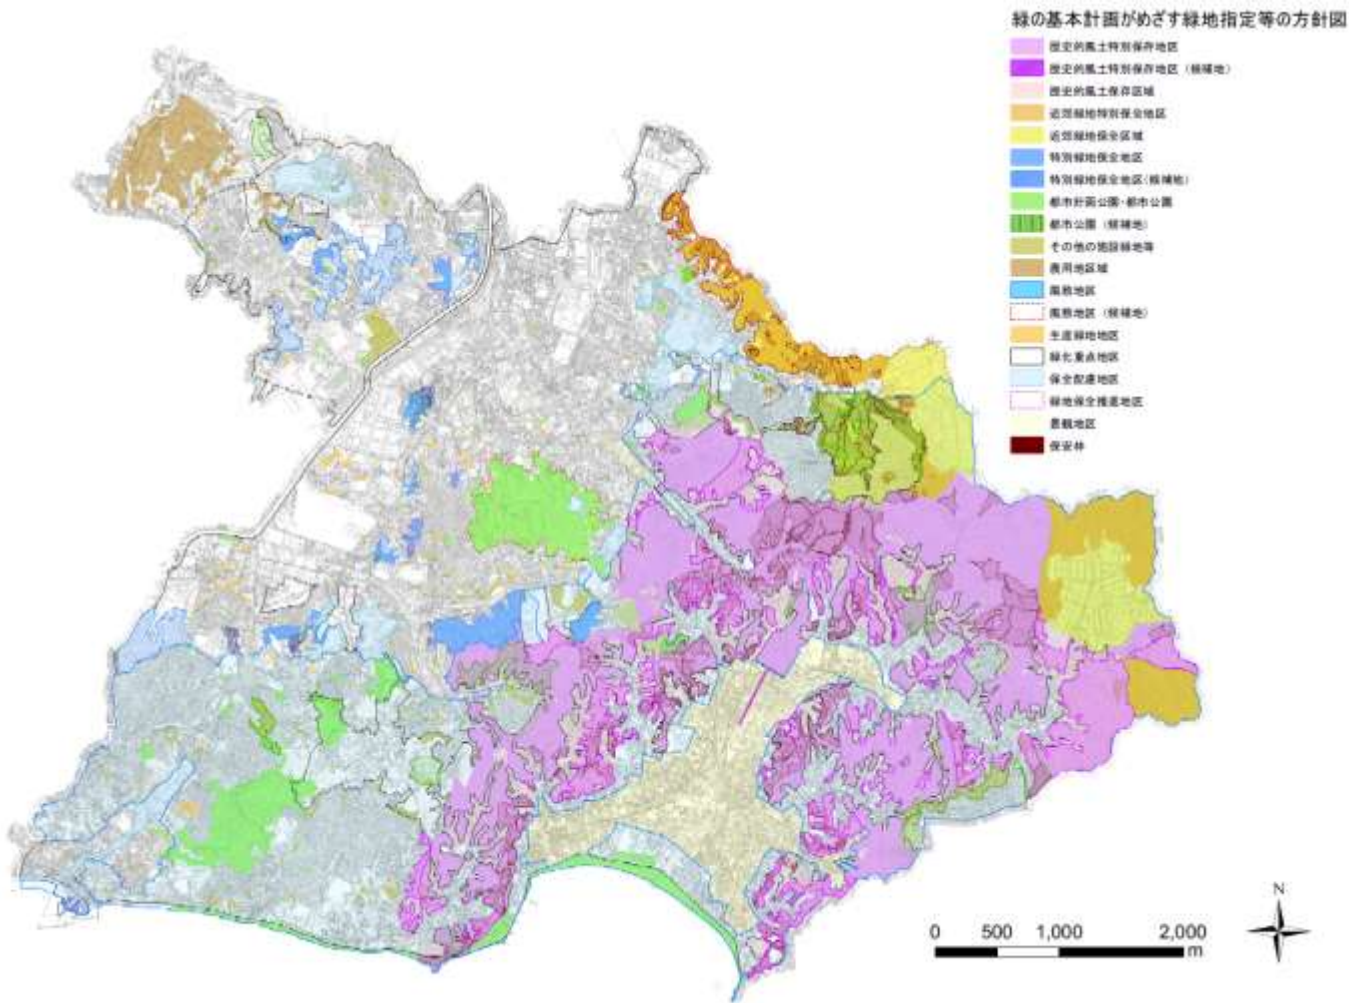 緑の基本計画がめざす緑地指定等の方針図
歴史的風土特別保存地区
歴史的風土特別保存地区（候補地）
歴史的風土保存区域
近郊緑地特別保全地区
近郊緑地保全区域
特別緑地保全地区
特別緑地保全地区（候補地）
都市計画公園・都市公園
都市公園（候補地）
その他の施設緑地等
農用地区域
風致地区
風致地区（候補地）
生産緑地地区
緑化重点地区
保全配慮地区
緑地保全推進地区
景観地区
保安林
N
0 500 1,000 2,000
m